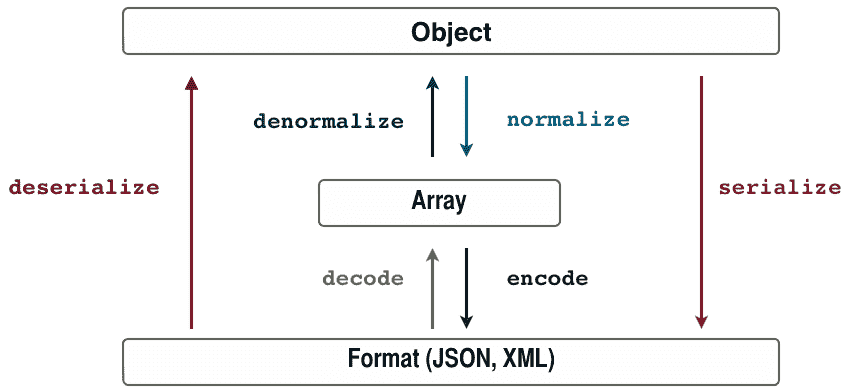 Object
denormalize
normalize
deserialize
serialize
Array
decode
encode
Format (JSON, XML)